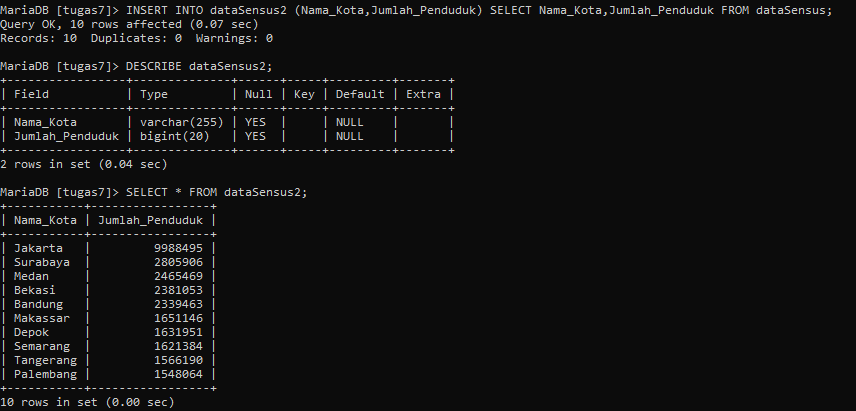 MariaDB [tugas7]> INSERT INTO dataSensus2 (Nama_Kota,Jumlah_Penduduk) SELECT Nama_Kota,Jumlah_Penduduk FROM dataSensus;
Query OK, 10 rows affected (0.07 sec)
Records: 10  Duplicates: 0  Warnings: 0

MariaDB [tugas7]> DESCRIBE dataSensus2;
+-----------------+--------------+------+-----+---------+-------+
| Field           | Type         | Null | Key | Default | Extra |
+-----------------+--------------+------+-----+---------+-------+
| Nama_Kota       | varchar(255) | YES  |     | NULL    |       |
| Jumlah_Penduduk | bigint(20)   | YES  |     | NULL    |       |
+-----------------+--------------+------+-----+---------+-------+
2 rows in set (0.04 sec)

MariaDB [tugas7]> SELECT * FROM dataSensus2;
+-----------+-----------------+
| Nama_Kota | Jumlah_Penduduk |
+-----------+-----------------+
| Jakarta   |         9988495 |
| Surabaya  |         2805906 |
| Medan     |         2465469 |
| Bekasi    |         2381053 |
| Bandung   |         2339463 |
| Makassar  |         1651146 |
| Depok     |         1631951 |
| Semarang  |         1621384 |
| Tangerang |         1566190 |
| Palembang |         1548064 |
+-----------+-----------------+
10 rows in set (0.00 sec)